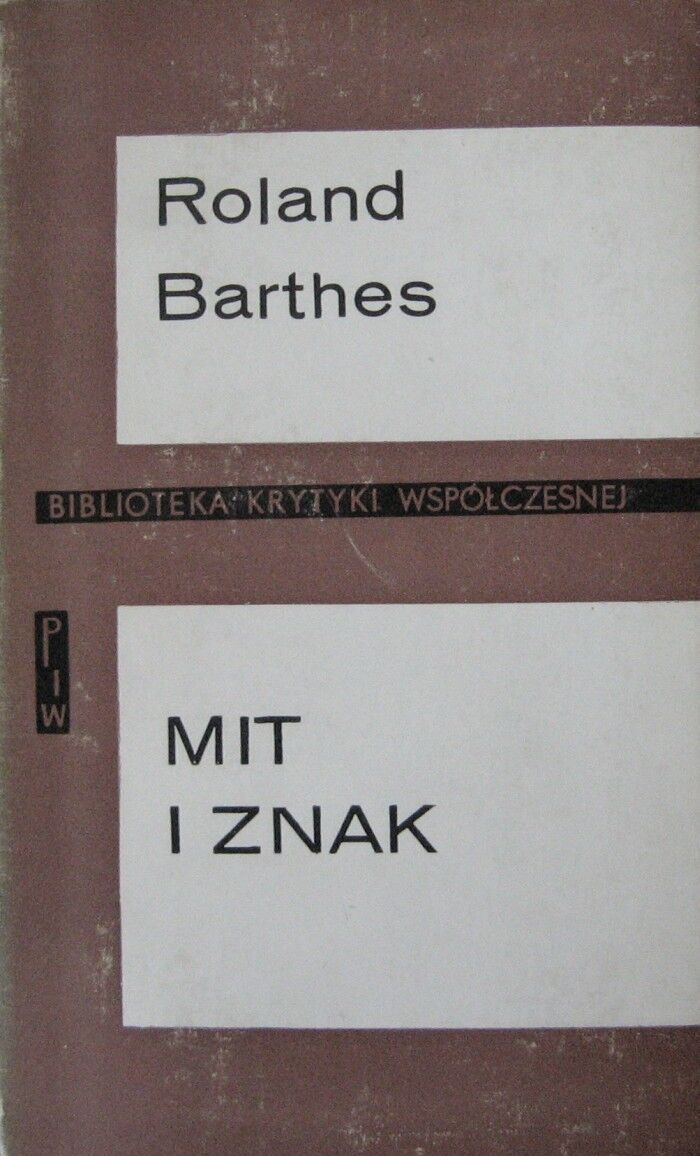 Roland
Barthes
BIBLIOTEKA KRYTYKI WSPÓŁCZESNEJ
PIW
MIT
I ZNAK